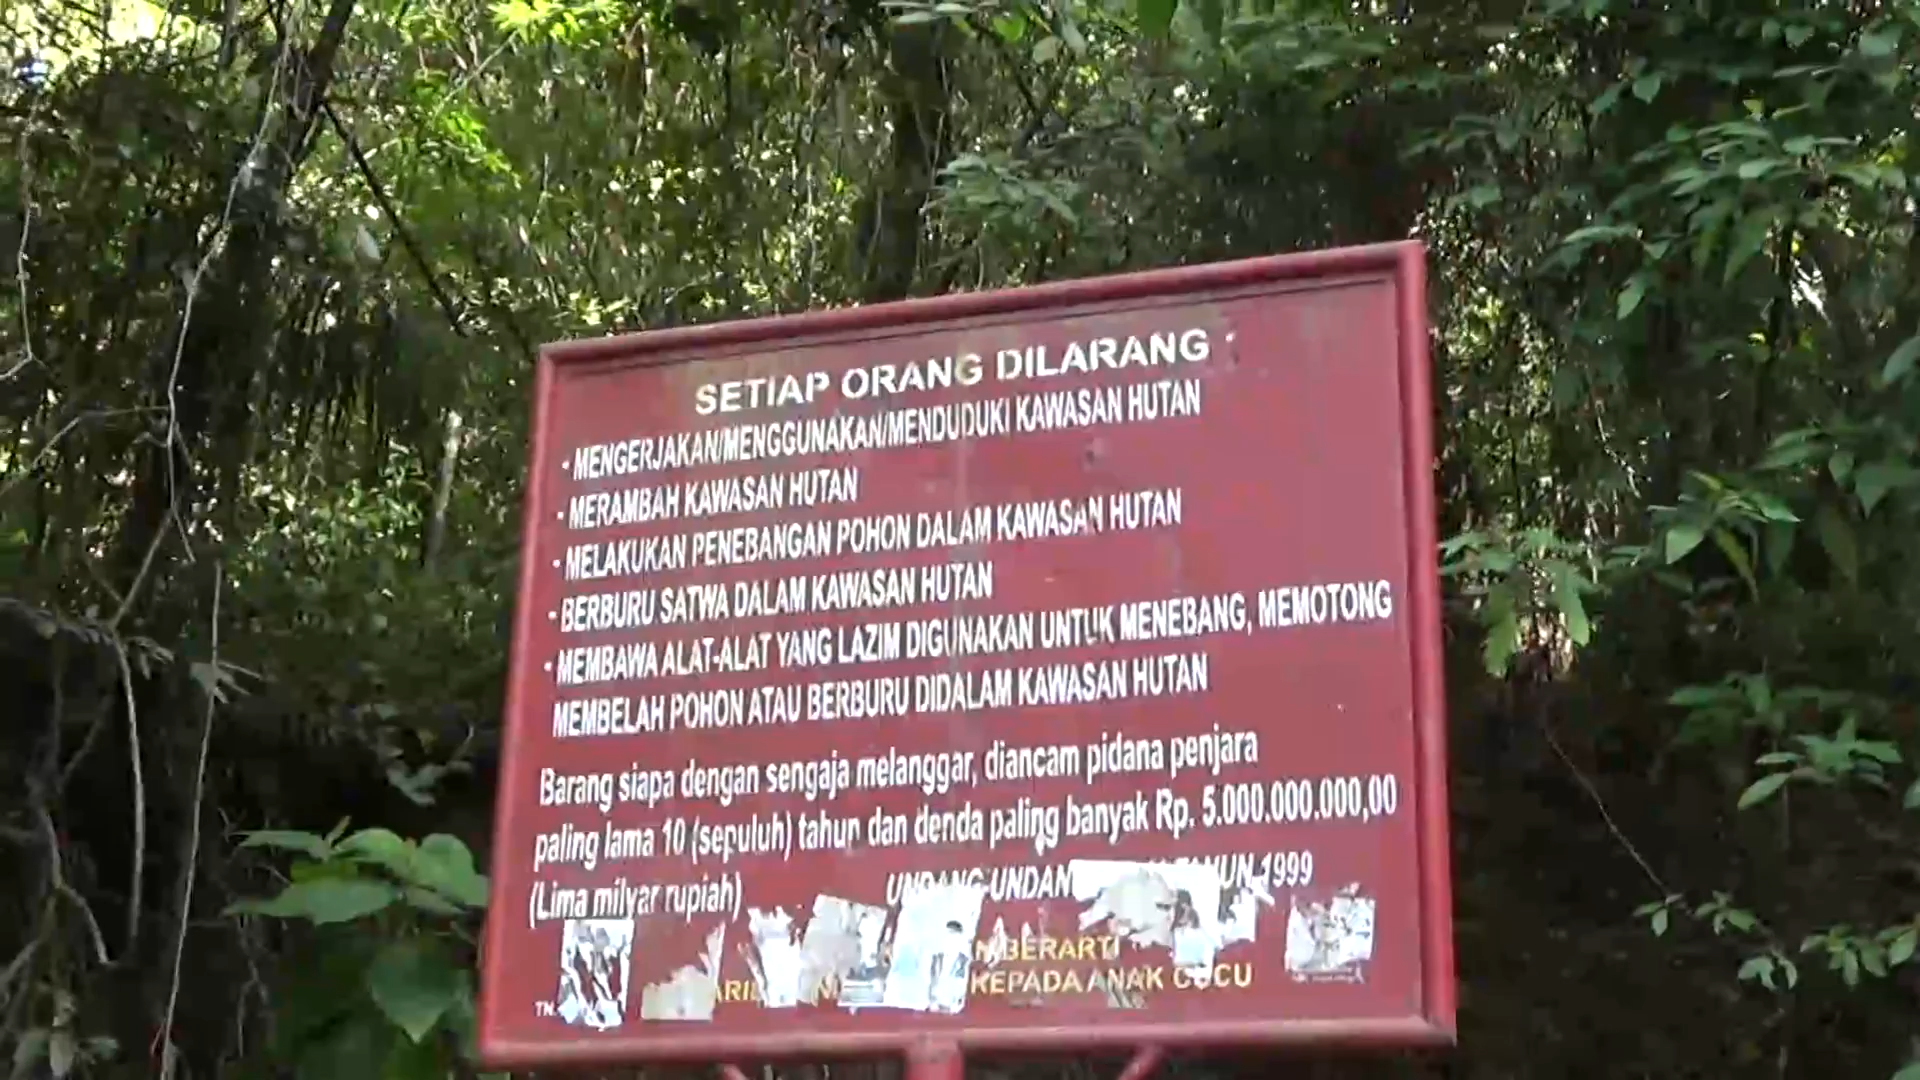 SETIAP ORANG DILARANG :
· MENGERJAKAN/MENGGUNAKAN/MENDUDUKI KAWASAN HUTAN
· MERAMBAH KAWASAN HUTAN
· MELAKUKAN PENEBANGAN POHON DALAM KAWASAN HUTAN
· BERBURU SATWA DALAM KAWASAN HUTAN
· MEMBAWA ALAT-ALAT YANG LAZIM DIGUNAKAN UNTUK MENEBANG, MEMOTONG
MEMBELAH POHON ATAU BERBURU DIDALAM KAWASAN HUTAN
Barang siapa dengan sengaja melanggar, diancam pidana penjara
paling lama 10 (sepuluh) tahun dan denda paling banyak Rp. 5.000.000.000,00
(Lima milyar rupiah)
TAHUN 1999
BERARTI
KEPADA ANAK CUCU
TN.